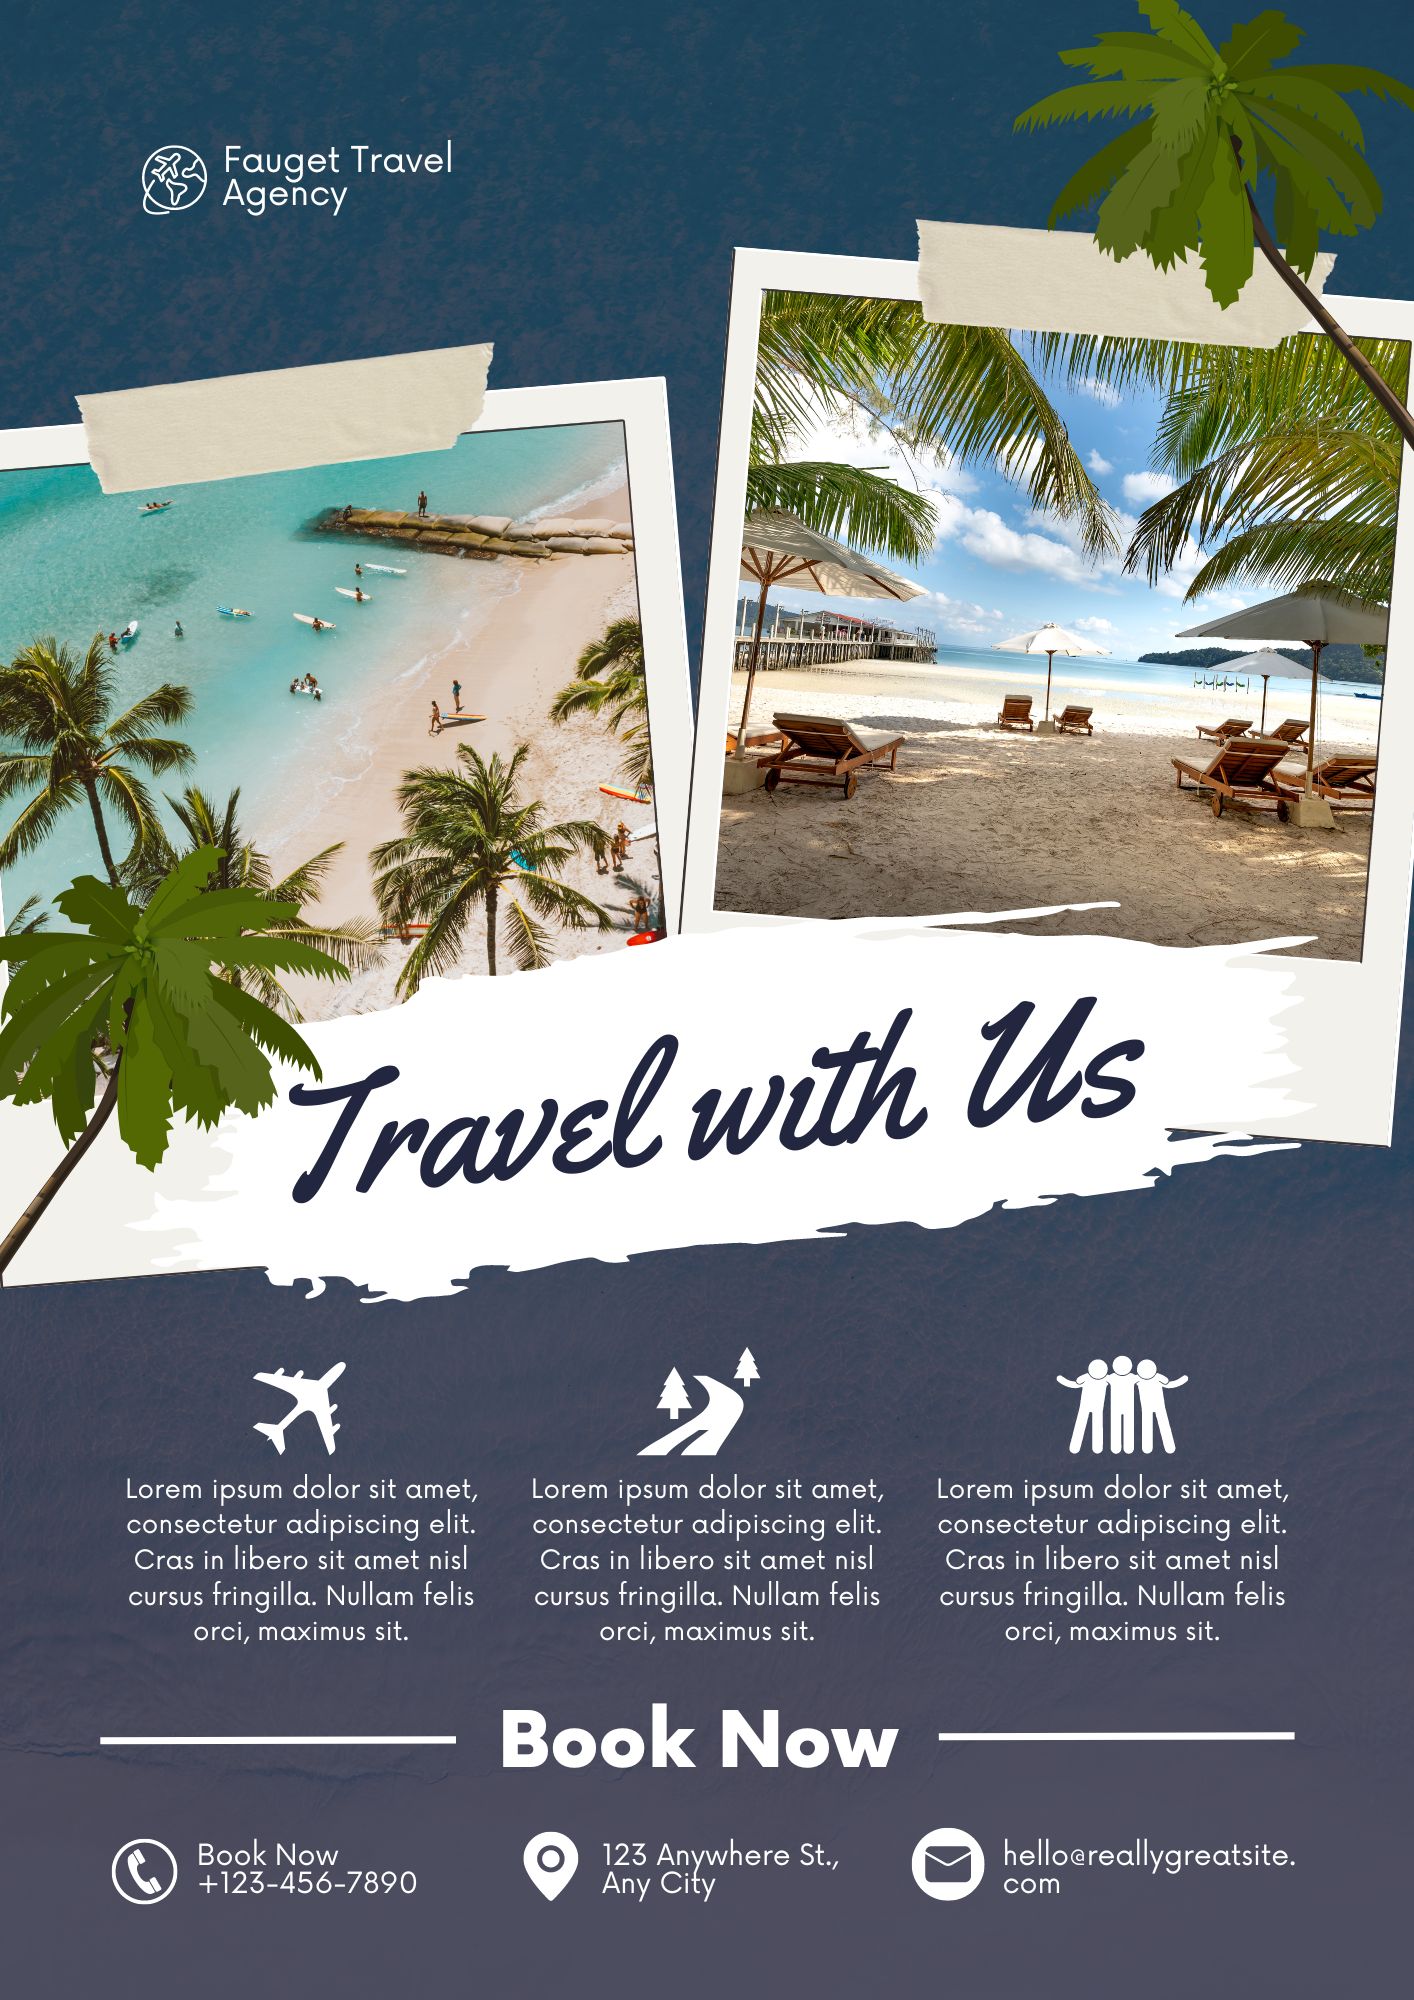 Fauget Travel
Agency
Travel with Us
Lorem ipsum dolor sit amet,
consectetur adipiscing elit.
Cras in libero sit amet nisl
cursus fringilla. Nullam felis
orci, maximus sit.
Lorem ipsum dolor sit amet,
consectetur adipiscing elit.
Cras in libero sit amet nisl
cursus fringilla. Nullam felis
orci, maximus sit.
Lorem ipsum dolor sit amet,
consectetur adipiscing elit.
Cras in libero sit amet nisl
cursus fringilla. Nullam felis
orci, maximus sit.
Book Now
Book Now
+123-456-7890
123 Anywhere St.,
Any City
hello@reallygreatsite.
com